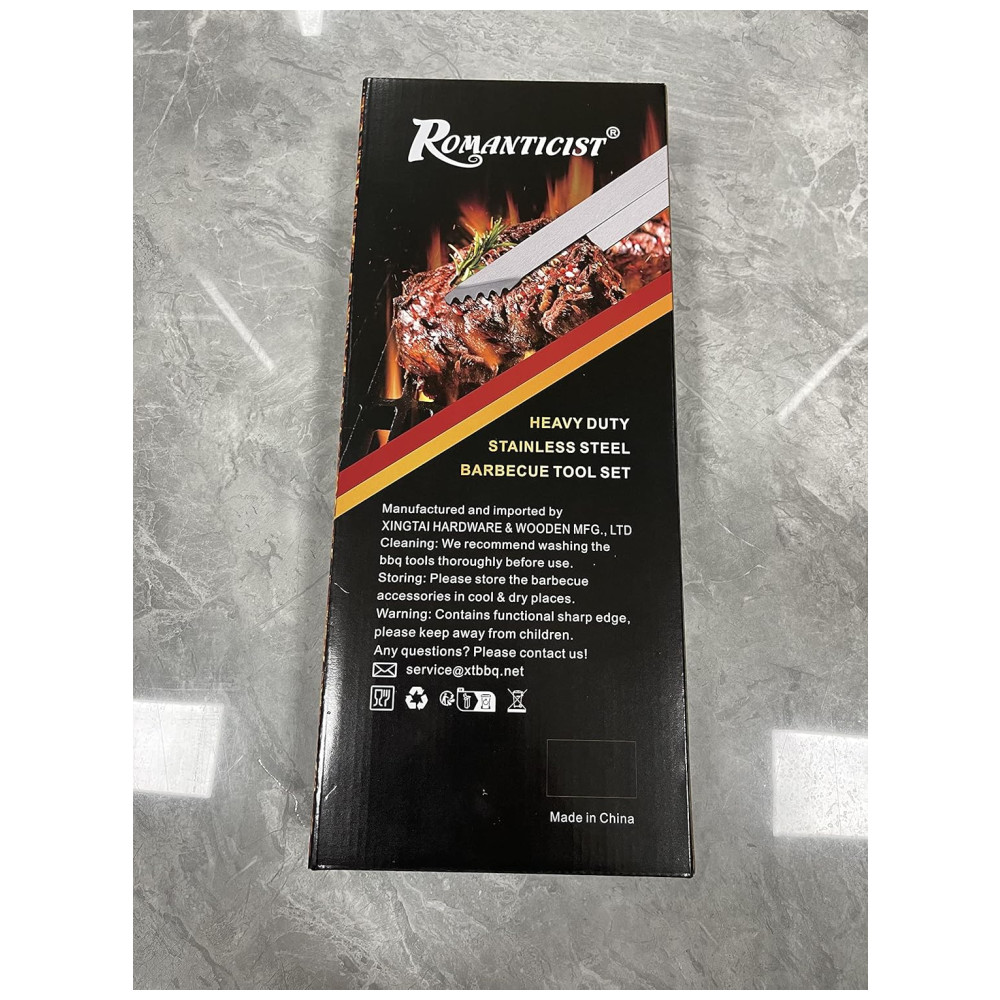 ROMANTICIST®
HEAVY DUTY
STAINLESS STEEL
BARBECUE TOOL SET
Manufactured and imported by
XINGTAI HARDWARE & WOODEN MFG., LTD
Cleaning: We recommend washing the
bbq tools thoroughly before use.
Storing: Please store the barbecue
accessories in cool & dry places.
Warning: Contains functional sharp edge,
please keep away from children.
Any questions? Please contact us!
service@xtbbq.net
Made in China